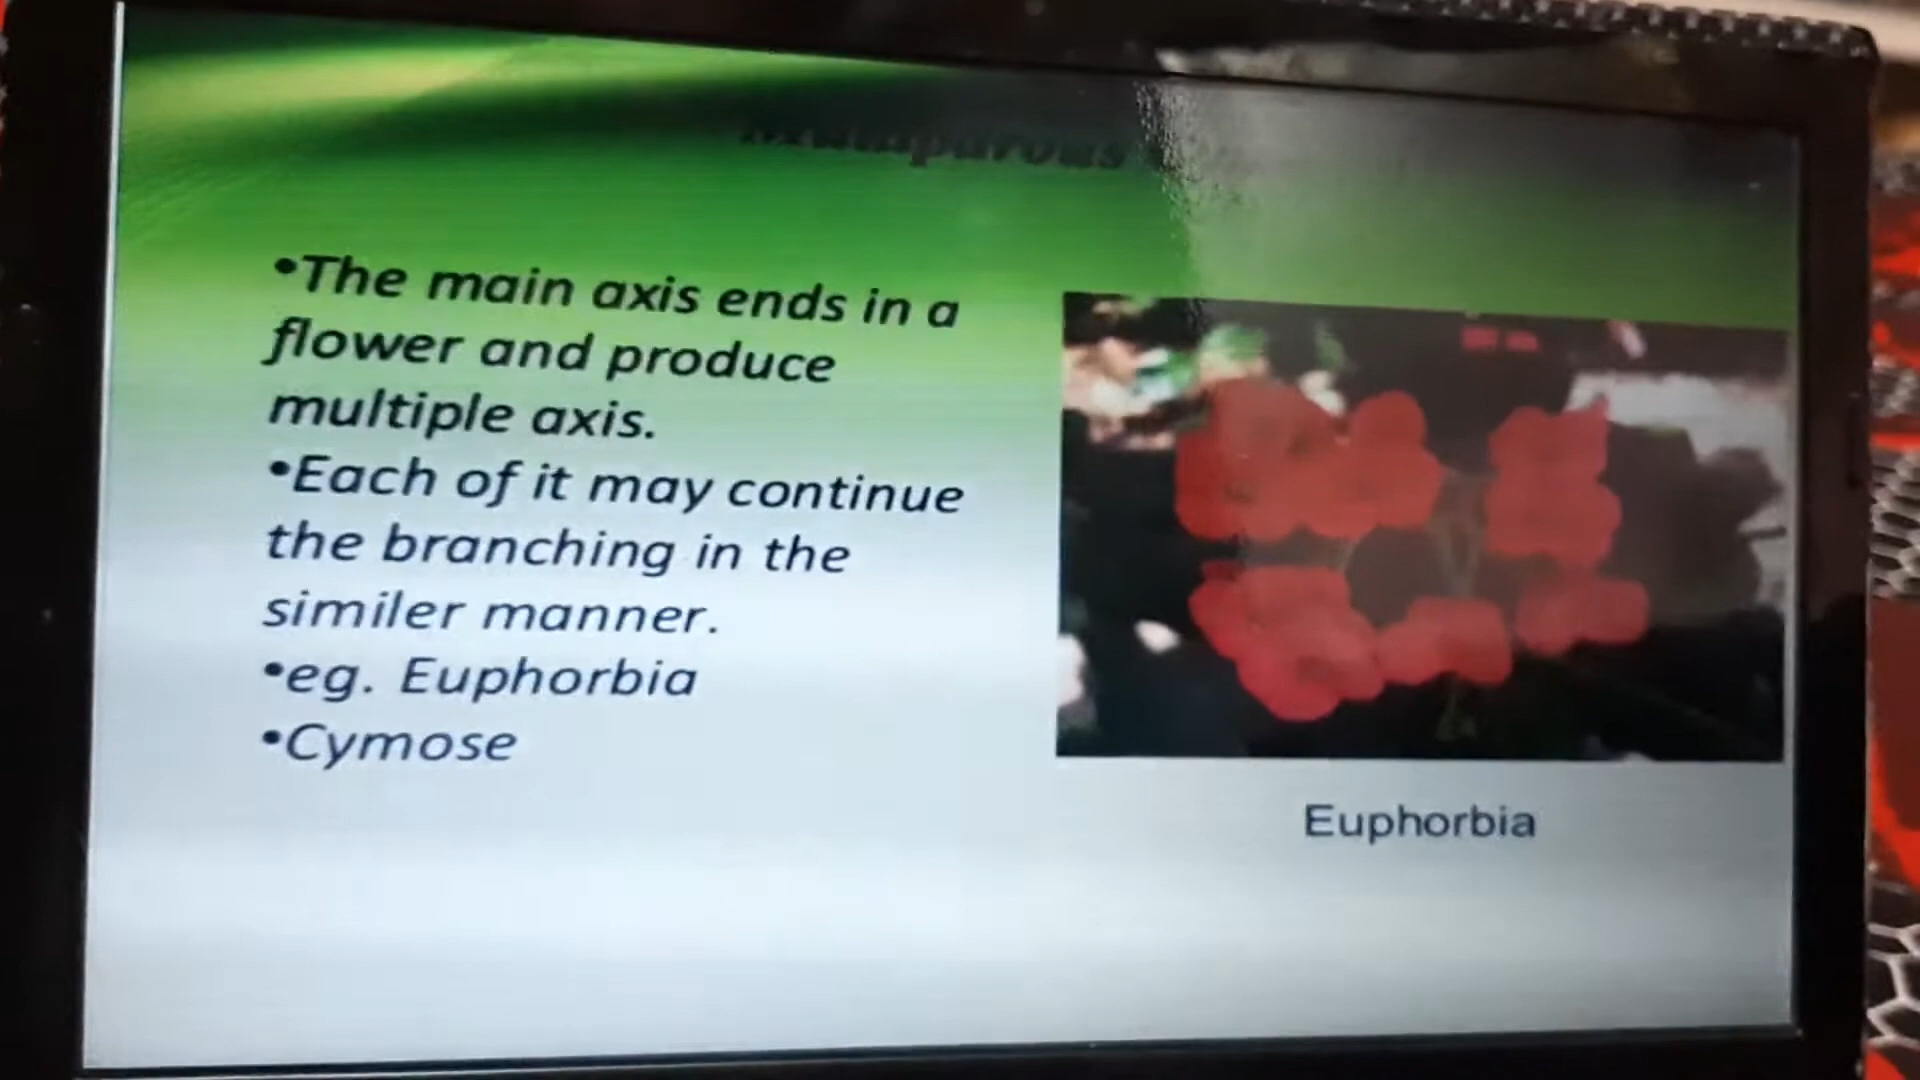 •The main axis ends in a
flower and produce
multiple axis.
•Each of it may continue
the branching in the
similer manner.
•eg. Euphorbia
•Cymose
Euphorbia